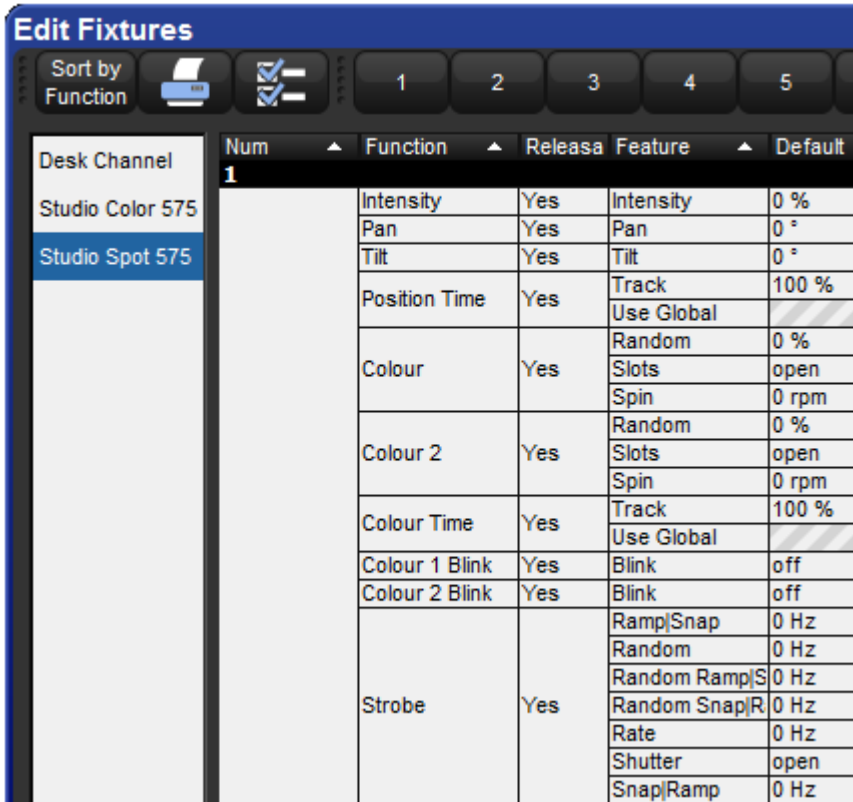 Edit Fixtures
Sort by
Function
1 2 3 4 5
Desk Channel
Studio Color 575
Studio Spot 575
Num Function Releasa Feature Default
1
Intensity Yes Intensity 0 %
Pan Yes Pan 0 °
Tilt Yes Tilt 0 °
Position Time Yes Track 100 %
Use Global
Colour Yes Random 0 %
Slots open
Spin 0 rpm
Colour 2 Yes Random 0 %
Slots open
Spin 0 rpm
Colour Time Yes Track 100 %
Use Global
Colour 1 Blink Yes Blink off
Colour 2 Blink Yes Blink off
Strobe Yes Ramp|Snap 0 Hz
Random 0 Hz
Random Ramp|S 0 Hz
Random Snap|R 0 Hz
Rate 0 Hz
Shutter open
Snap|Ramp 0 Hz